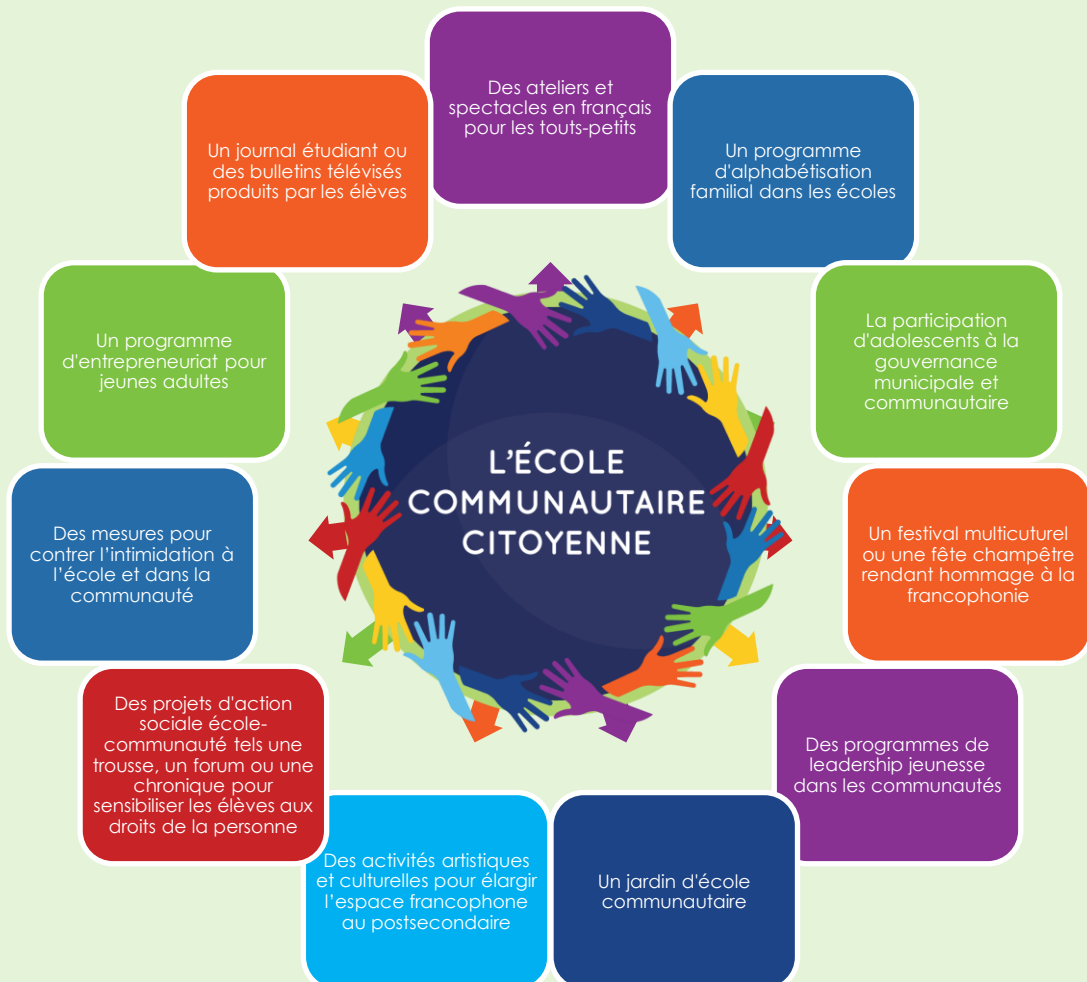 Des ateliers et
spectacles en français
pour les touts-petits
Un programme
d'alphabétisation
familial dans les écoles
La participation
d'adolescents à la
gouvernance
municipale et
communautaire
Un festival multicuturel
ou une fête champêtre
rendant hommage à la
francophonie
Des programmes de
leadership jeunesse
dans les communautés
Un jardin d'école
communautaire
Des activités artistiques
et culturelles pour élargir
l'espace francophone
au postsecondaire
Des projets d'action
sociale école-
communauté tels une
trousse, un forum ou une
chronique pour
sensibiliser les élèves aux
droits de la personne
Des mesures pour
contrer l'intimidation à
l'école et dans la
communauté
Un programme
d'entrepreneuriat pour
jeunes adultes
Un journal étudiant ou
des bulletins télévisés
produits par les élèves
L'ÉCOLE
COMMUNAUTAIRE
CITOYENNE